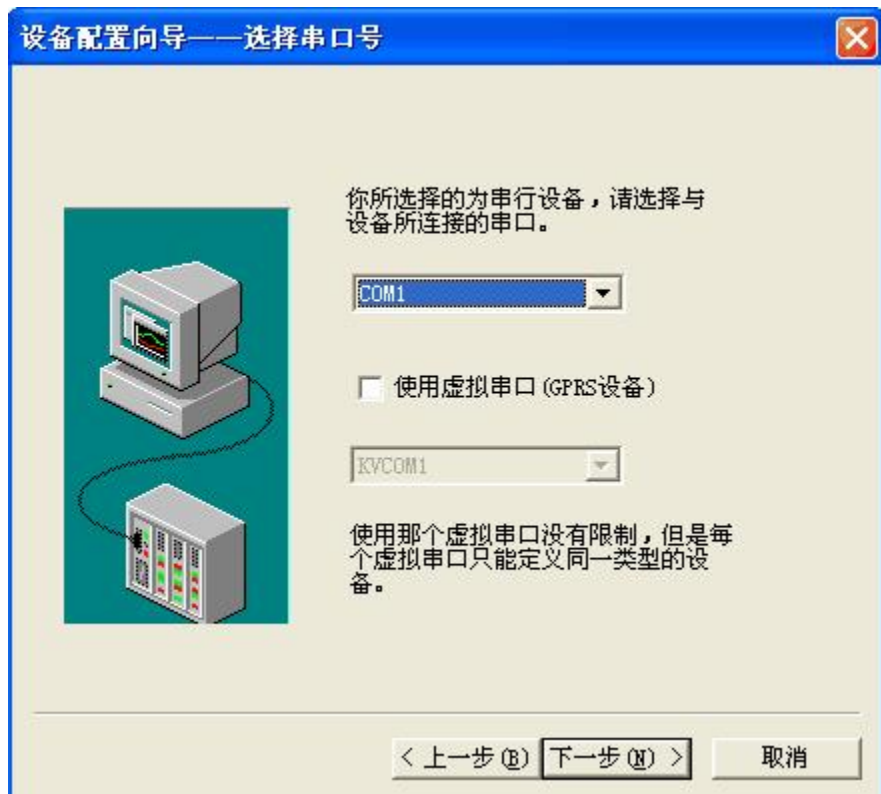 设备配置向导——选择串口号
你所选择的为串行设备，请选择与
设备所连接的串口。
COM1
使用虚拟串口(GPRS设备)
KVCOM1
使用那个虚拟串口没有限制，但是每
个虚拟串口只能定义同一类型的设
备。
< 上一步(B) 下一步(N) > 取消